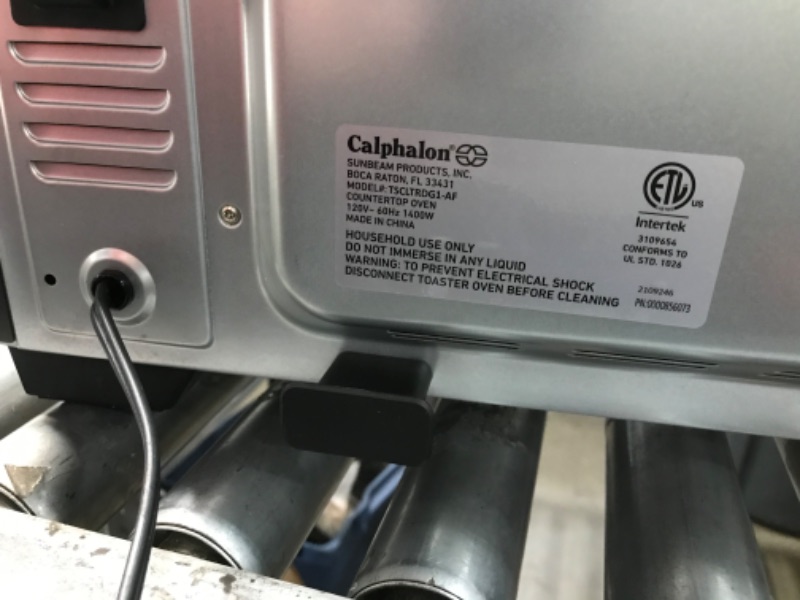 Calphalon®
SUNBEAM PRODUCTS, INC.
BOCA RATON, FL 33431
MODEL#: TSCLTRDG1-AF
COUNTERTOP OVEN
120V~ 60Hz 1400W
MADE IN CHINA
HOUSEHOLD USE ONLY
DO NOT IMMERSE IN ANY LIQUID
WARNING: TO PREVENT ELECTRICAL SHOCK
DISCONNECT TOASTER OVEN BEFORE CLEANING
ETL US
Intertek
3109654
CONFORMS TO
UL STD. 1026
2109246
PN:0000856073